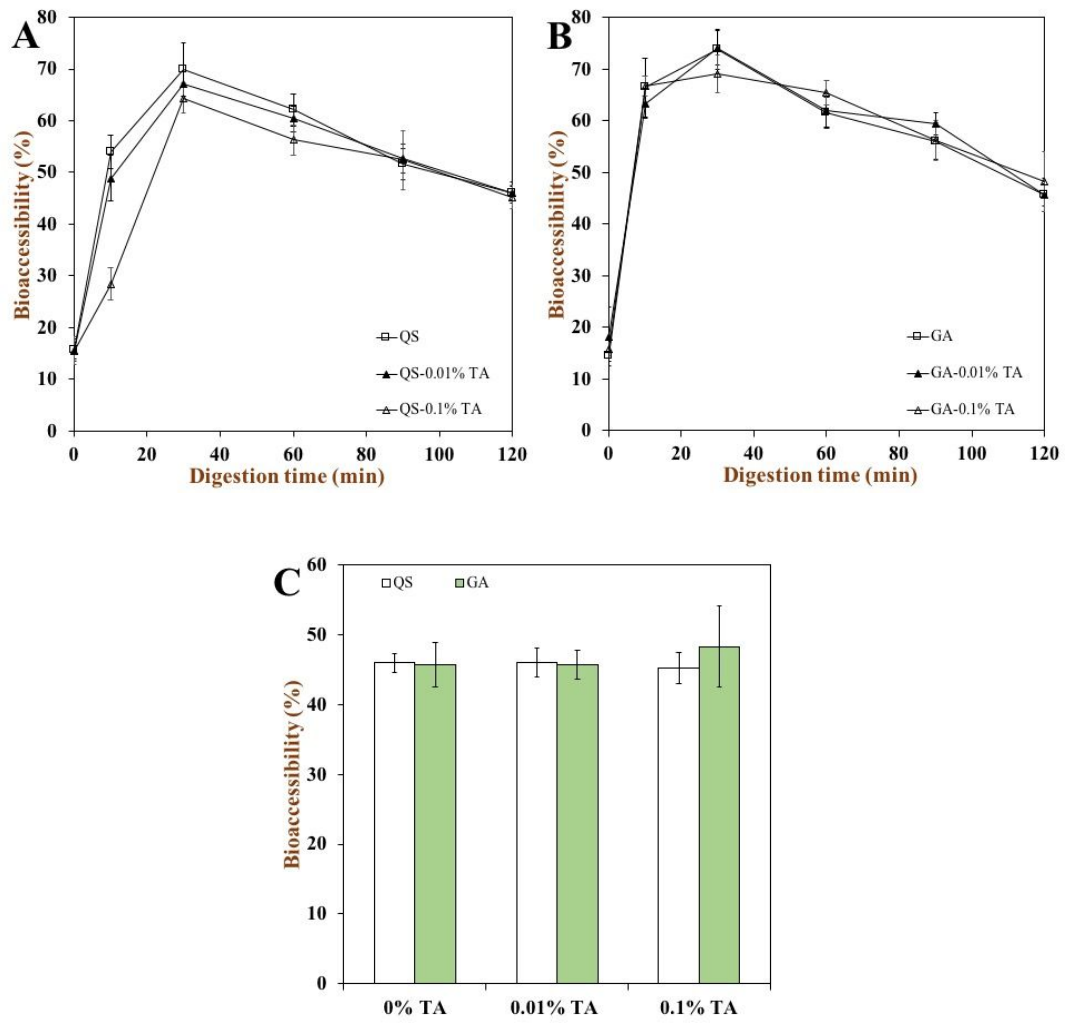 A
Bioaccessibility (%)
80
70
60
50
40
30
20
10
0
0 20 40 60 80 100 120
Digestion time (min)
QS
QS-0.01% TA
QS-0.1% TA
B
Bioaccessibility (%)
80
70
60
50
40
30
20
10
0
0 20 40 60 80 100 120
Digestion time (min)
GA
GA-0.01% TA
GA-0.1% TA
C
Bioaccessibility (%)
60
50
40
30
20
10
0
QS GA
0% TA 0.01% TA 0.1% TA